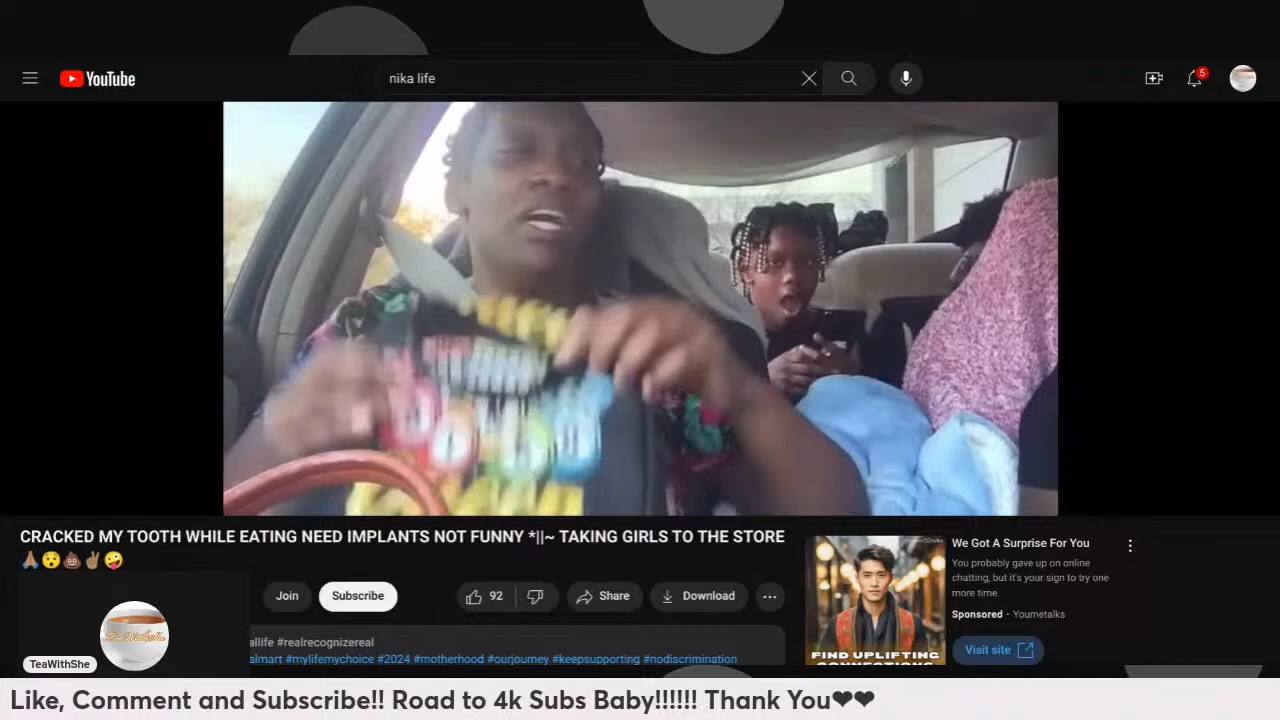 YouTube
nika life
5
CRACKED MY TOOTH WHILE EATING NEED IMPLANTS NOT FUNNY *||~ TAKING GIRLS TO THE STORE
🙏🏾😯💩✌🏾🤪
Join
Subscribe
92
Share
Download
allife #realrecognizereal
almart #mylifemychoice #2024 #motherhood #ourjourney #keepsupporting #nodiscrimination
We Got A Surprise For You
You probably gave up on online
chatting, but it's your sign to try one
more time.
Sponsored · Youmetalks
Visit site
FIND UPLIFTING
CONNECTIONS
TeaWithShe
TeaWithShe
Like, Comment and Subscribe!! Road to 4k Subs Baby!!!!!! Thank You❤❤